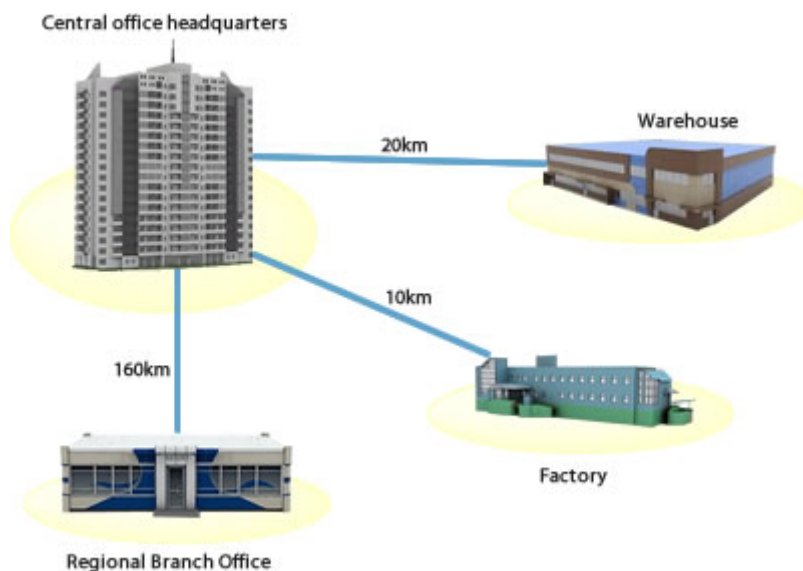 Central office headquarters
Warehouse
20km
10km
160km
Factory
Regional Branch Office